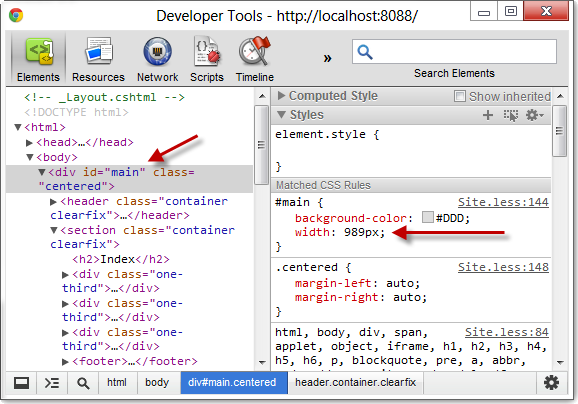 Developer Tools - http://localhost:8088/
Elements Resources Network Scripts Timeline »
Search Elements
<!-- _Layout.cshtml -->
<!DOCTYPE html>
▼<html>
▶<head>…</head>
▼<body>
▼<div id="main" class=
"centered">
▶<header class="container
clearfix">…</header>
▼<section class="container
clearfix">
<h2>Index</h2>
▶<div class="one-
third">…</div>
▶<div class="one-
third">…</div>
▶<div class="one-
third">…</div>
▶<footer>…</footer>
▶ Computed Style Show inherited
▼ Styles
element.style {
}
Matched CSS Rules
#main { Site.less:144
background-color: #DDD;
width: 989px;
}
.centered { Site.less:148
margin-left: auto;
margin-right: auto;
}
html, body, div, span, Site.less:84
applet, object, iframe, h1, h2, h3, h4,
h5, h6, p, blockquote, pre, a, abbr,
html body div#main.centered header.container.clearfix